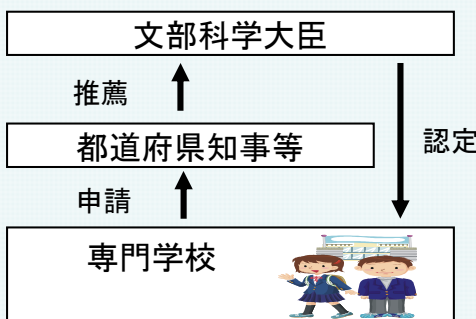 文部科学大臣
推薦
都道府県知事等
認定
申請
専門学校